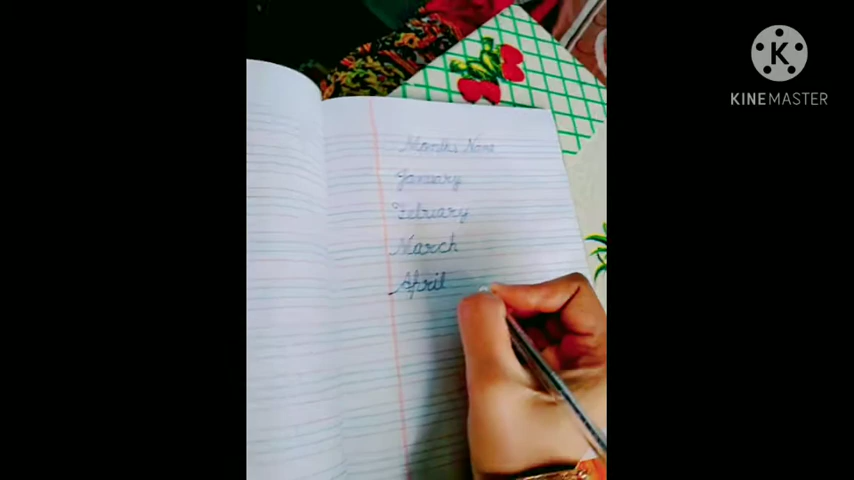 Months Name
January
February
March
April
K
KINEMASTER